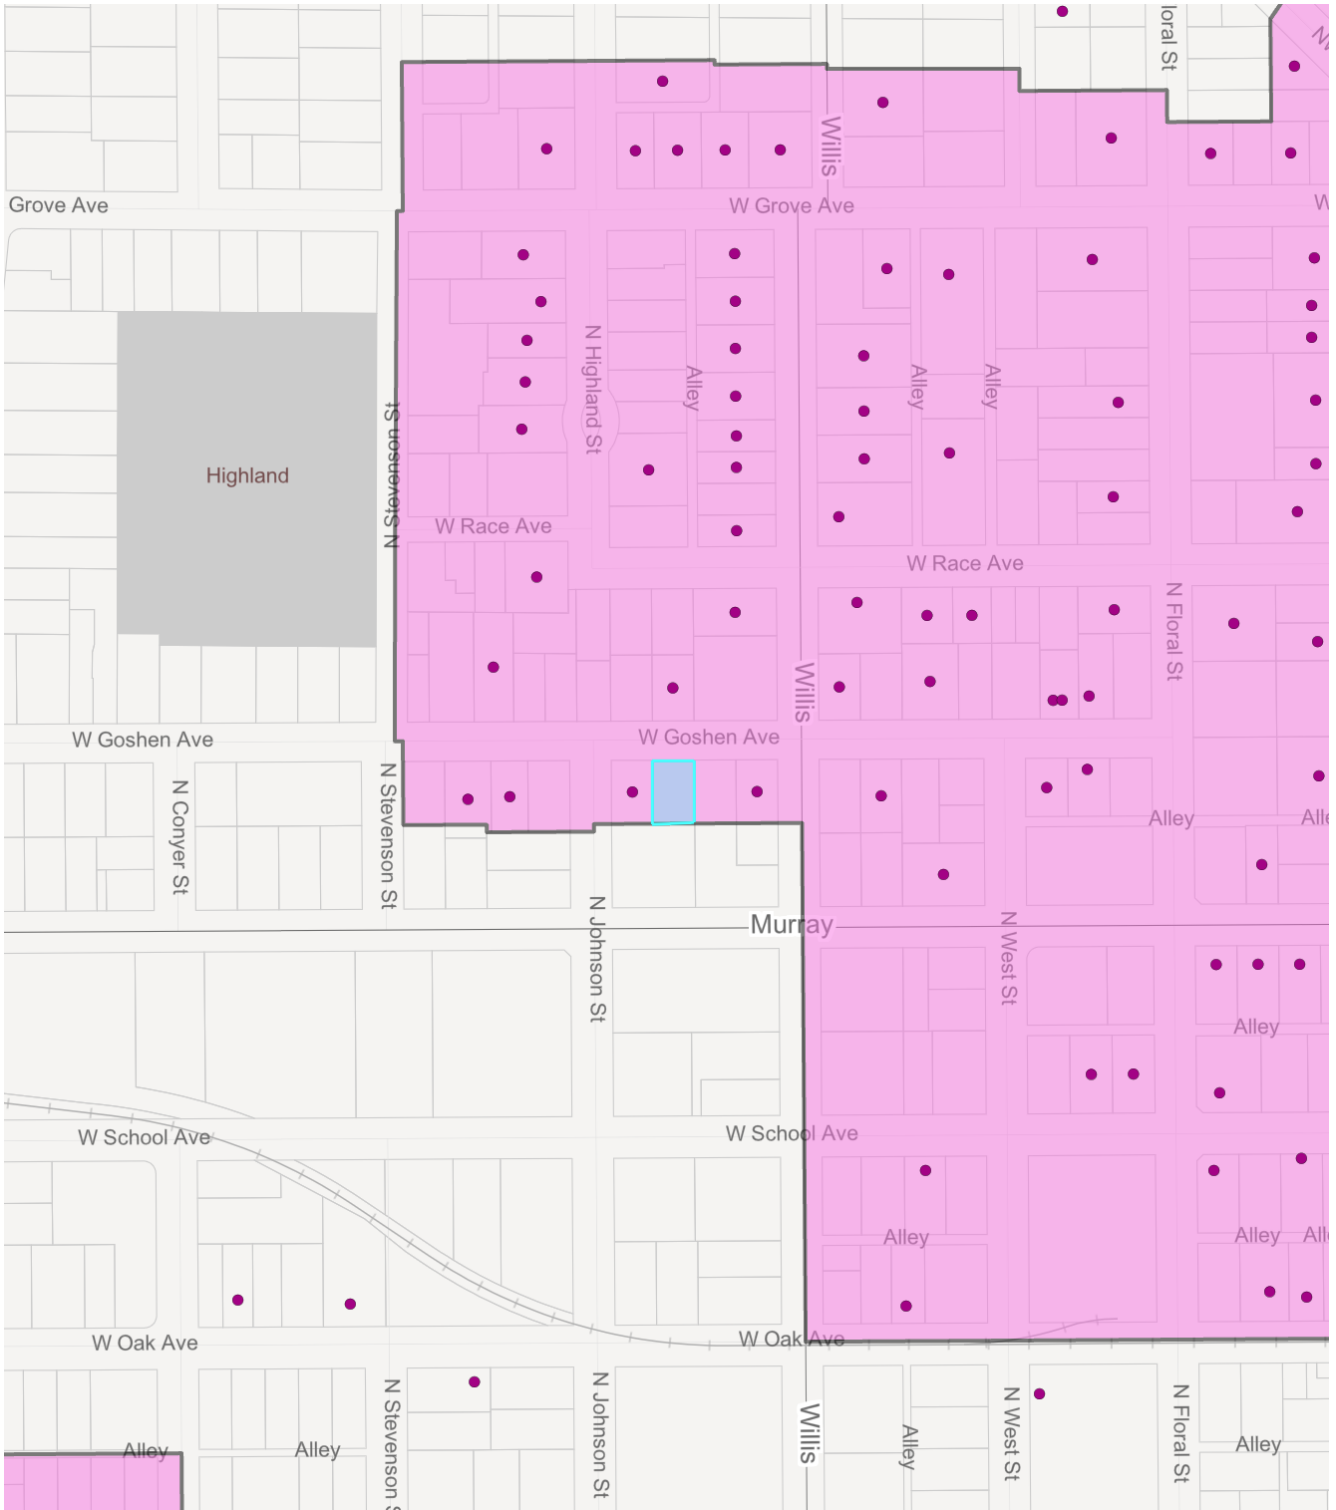 loral St
N
Willis
Grove Ave
W Grove Ave
W
N Highland St
Alley
Alley
Alley
N Stevenson St
Highland
W Race Ave
W Race Ave
N Floral St
Willis
W Goshen Ave
W Goshen Ave
N Conyer St
N Stevenson St
Alley
Alle
N Johnson St
Murray
N West St
Alley
W School Ave
W School Ave
Alley
Alley
All
W Oak Ave
W Oak Ave
N Stevenson S
N Johnson St
Willis
Alley
N West St
N Floral St
Alley
Alley
Alley